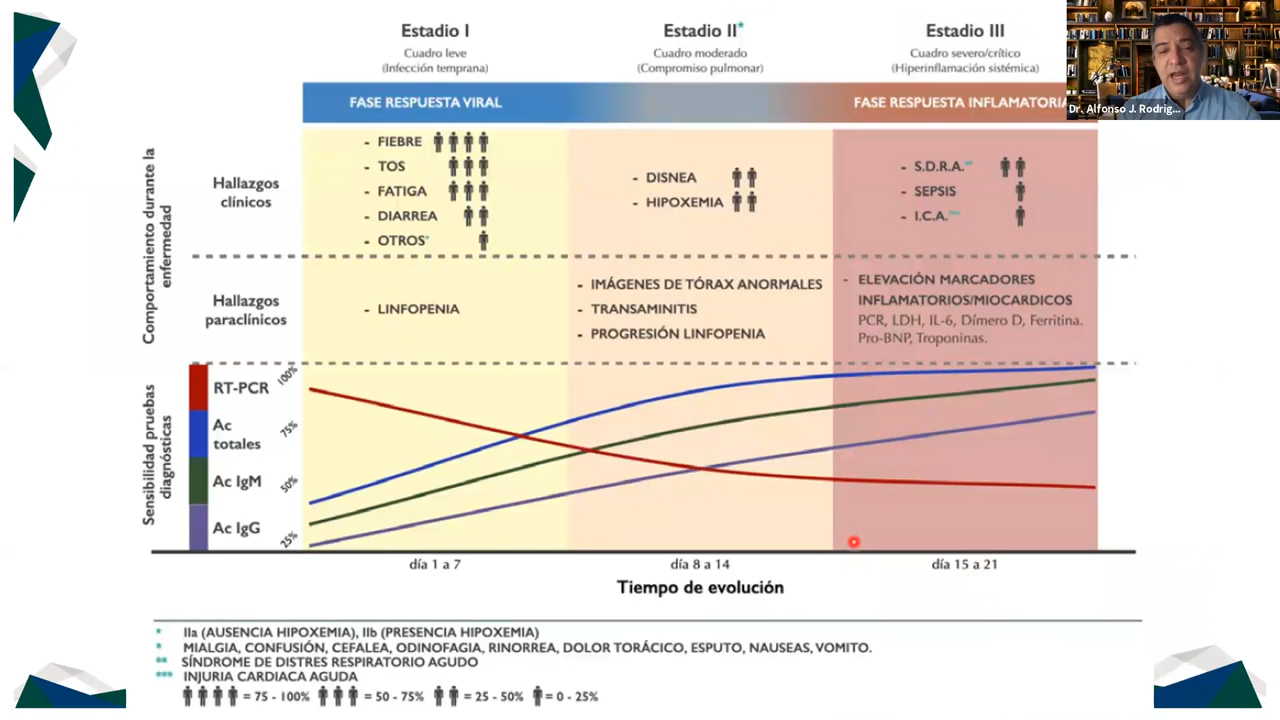 Estadio I
Cuadro leve
(Infección temprana)
Estadio II*
Cuadro moderado
(Compromiso pulmonar)
Estadio III
Cuadro severo/crítico
(Hiperinflamación sistémica)
Dr. Alfonso J. Rodrig...
FASE RESPUESTA VIRAL
FASE RESPUESTA INFLAMATORIA
Comportamiento durante la
enfermedad
Hallazgos
clínicos
- FIEBRE
- TOS
- FATIGA
- DIARREA
- OTROS*
- DISNEA
- HIPOXEMIA
- S.D.R.A.**
- SEPSIS
- I.C.A.***
Hallazgos
paraclínicos
- LINFOPENIA
- IMÁGENES DE TÓRAX ANORMALES
- TRANSAMINITIS
- PROGRESIÓN LINFOPENIA
- ELEVACIÓN MARCADORES
INFLAMATORIOS/MIOCARDICOS
PCR, LDH, IL-6, Dímero D, Ferritina.
Pro-BNP, Troponinas.
Sensibilidad pruebas
diagnósticas
RT-PCR
Ac
totales
Ac IgM
Ac IgG
100%
75%
50%
25%
día 1 a 7
día 8 a 14
día 15 a 21
Tiempo de evolución
* IIa (AUSENCIA HIPOXEMIA), IIb (PRESENCIA HIPOXEMIA)
* MIALGIA, CONFUSIÓN, CEFALEA, ODINOFAGIA, RINORREA, DOLOR TORÁCICO, ESPUTO, NAUSEAS, VOMITO.
** SÍNDROME DE DISTRES RESPIRATORIO AGUDO
*** INJURIA CARDIACA AGUDA
= 75 - 100% = 50 - 75% = 25 - 50% = 0 - 25%